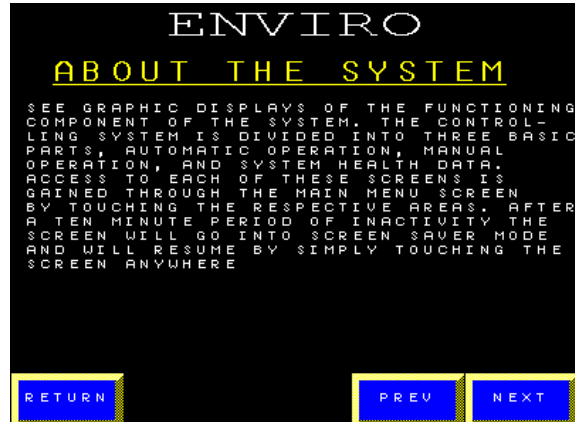 ENVIRO
ABOUT THE SYSTEM
SEE GRAPHIC DISPLAYS OF THE FUNCTIONING
COMPONENT OF THE SYSTEM. THE CONTROL-
LING SYSTEM IS DIVIDED INTO THREE BASIC
PARTS, AUTOMATIC OPERATION, MANUAL
OPERATION, AND SYSTEM HEALTH DATA.
ACCESS TO EACH OF THESE SCREENS IS
GAINED THROUGH THE MAIN MENU SCREEN
BY TOUCHING THE RESPECTIVE AREAS. AFTER
A TEN MINUTE PERIOD OF INACTIVITY THE
SCREEN WILL GO INTO SCREEN SAVER MODE
AND WILL RESUME BY SIMPLY TOUCHING THE
SCREEN ANYWHERE
RETURN PREV NEXT